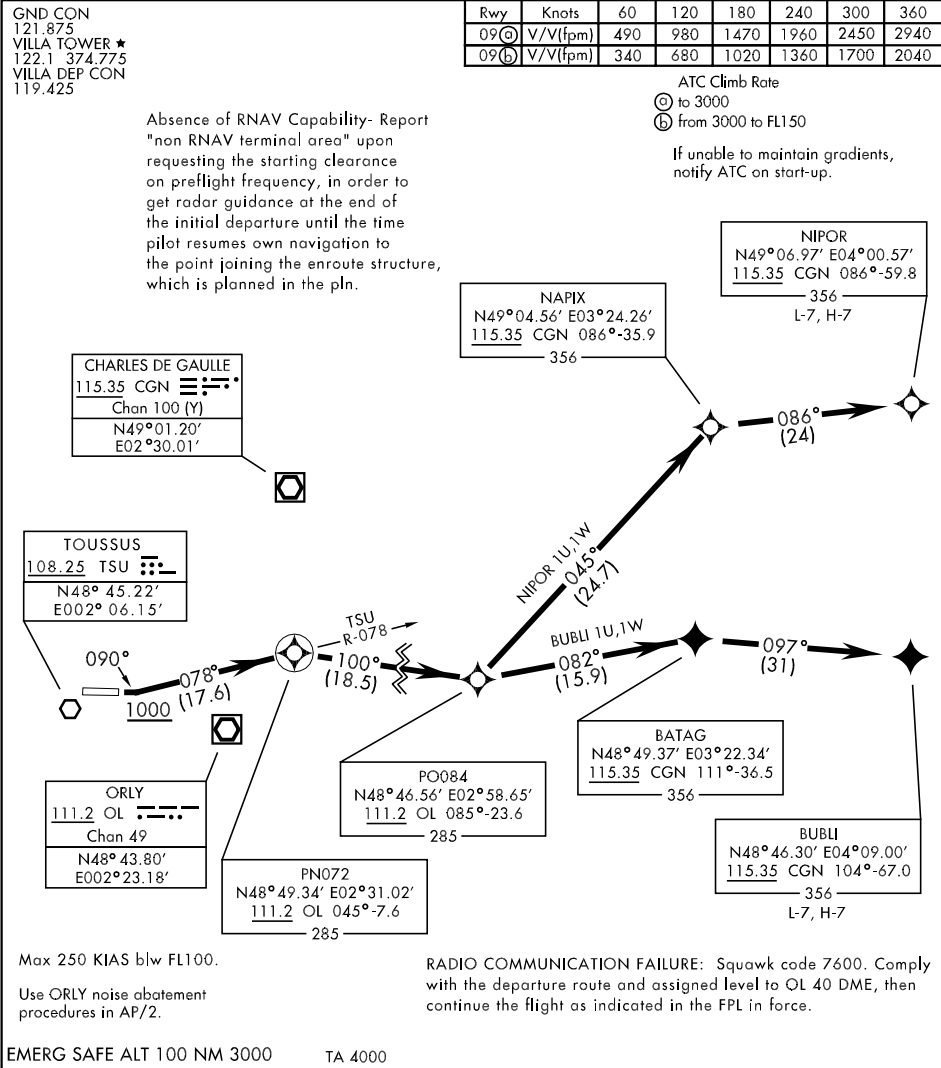 GND CON
121.875
VILLA TOWER ★
122.1 374.775
VILLA DEP CON
119.425
Rwy Knots 60 120 180 240 300 360
09ⓐ V/V(fpm) 490 980 1470 1960 2450 2940
09ⓑ V/V(fpm) 340 680 1020 1360 1700 2040
ATC Climb Rate
ⓐ to 3000
ⓑ from 3000 to FL150
If unable to maintain gradients,
notify ATC on start-up.
Absence of RNAV Capability- Report
"non RNAV terminal area" upon
requesting the starting clearance
on preflight frequency, in order to
get radar guidance at the end of
the initial departure until the time
pilot resumes own navigation to
the point joining the enroute structure,
which is planned in the pln.
NIPOR
N49°06.97' E04°00.57'
115.35 CGN 086°-59.8
356
L-7, H-7
NAPIX
N49°04.56' E03°24.26'
115.35 CGN 086°-35.9
356
CHARLES DE GAULLE
115.35 CGN
Chan 100 (Y)
N49°01.20'
E02°30.01'
086°
(24)
TOUSSUS
108.25 TSU
N48° 45.22'
E002° 06.15'
NIPOR 1U,1W
045°
(24.7)
TSU
R-078
BUBLI 1U,1W
090°
078°
(17.6)
1000
100°
(18.5)
082°
(15.9)
097°
(31)
BATAG
N48°49.37' E03°22.34'
115.35 CGN 111°-36.5
356
PO084
N48°46.56' E02°58.65'
111.2 OL 085°-23.6
285
ORLY
111.2 OL
Chan 49
N48° 43.80'
E002°23.18'
BUBLI
N48°46.30' E04°09.00'
115.35 CGN 104°-67.0
356
L-7, H-7
PN072
N48°49.34' E02°31.02'
111.2 OL 045°-7.6
285
Max 250 KIAS blw FL100.
Use ORLY noise abatement
procedures in AP/2.
RADIO COMMUNICATION FAILURE: Squawk code 7600. Comply
with the departure route and assigned level to OL 40 DME, then
continue the flight as indicated in the FPL in force.
EMERG SAFE ALT 100 NM 3000 TA 4000